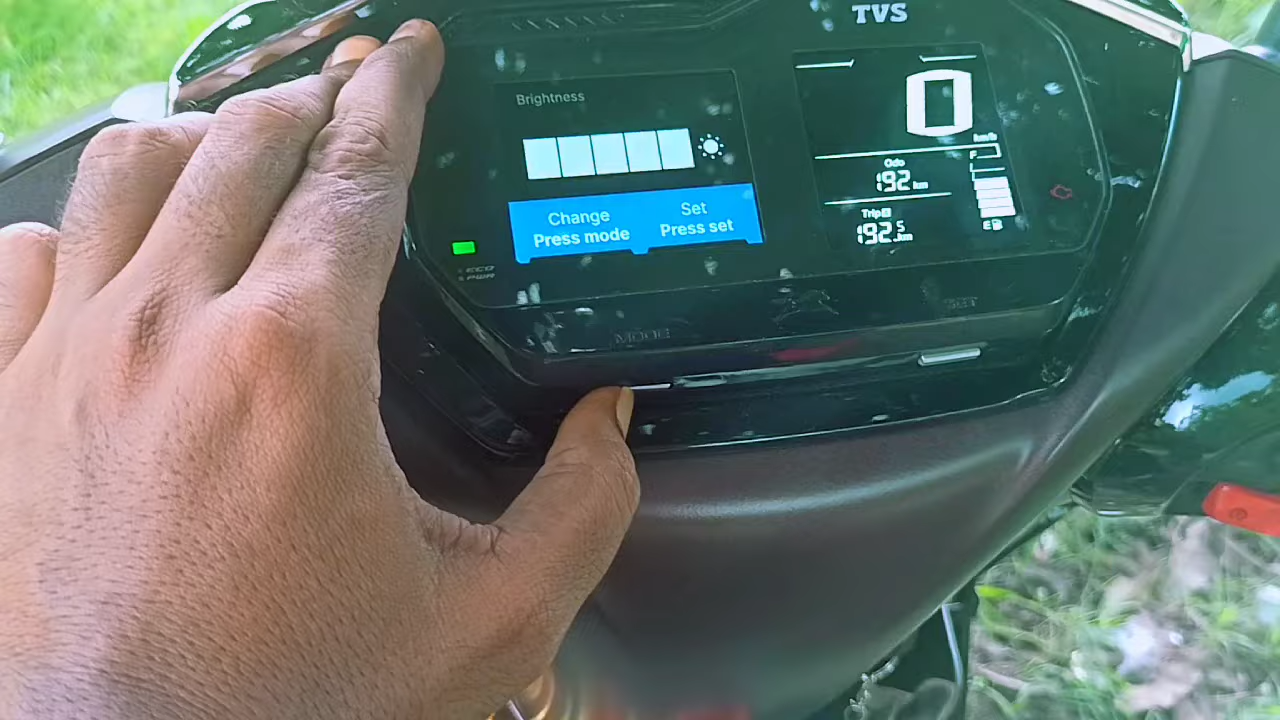 TVS
Brightness
Change
Press mode
Set
Press set
0
km/h
Odo
192 km
F
Trip
192.5 km
E
ECO
PWR
MODE
SET